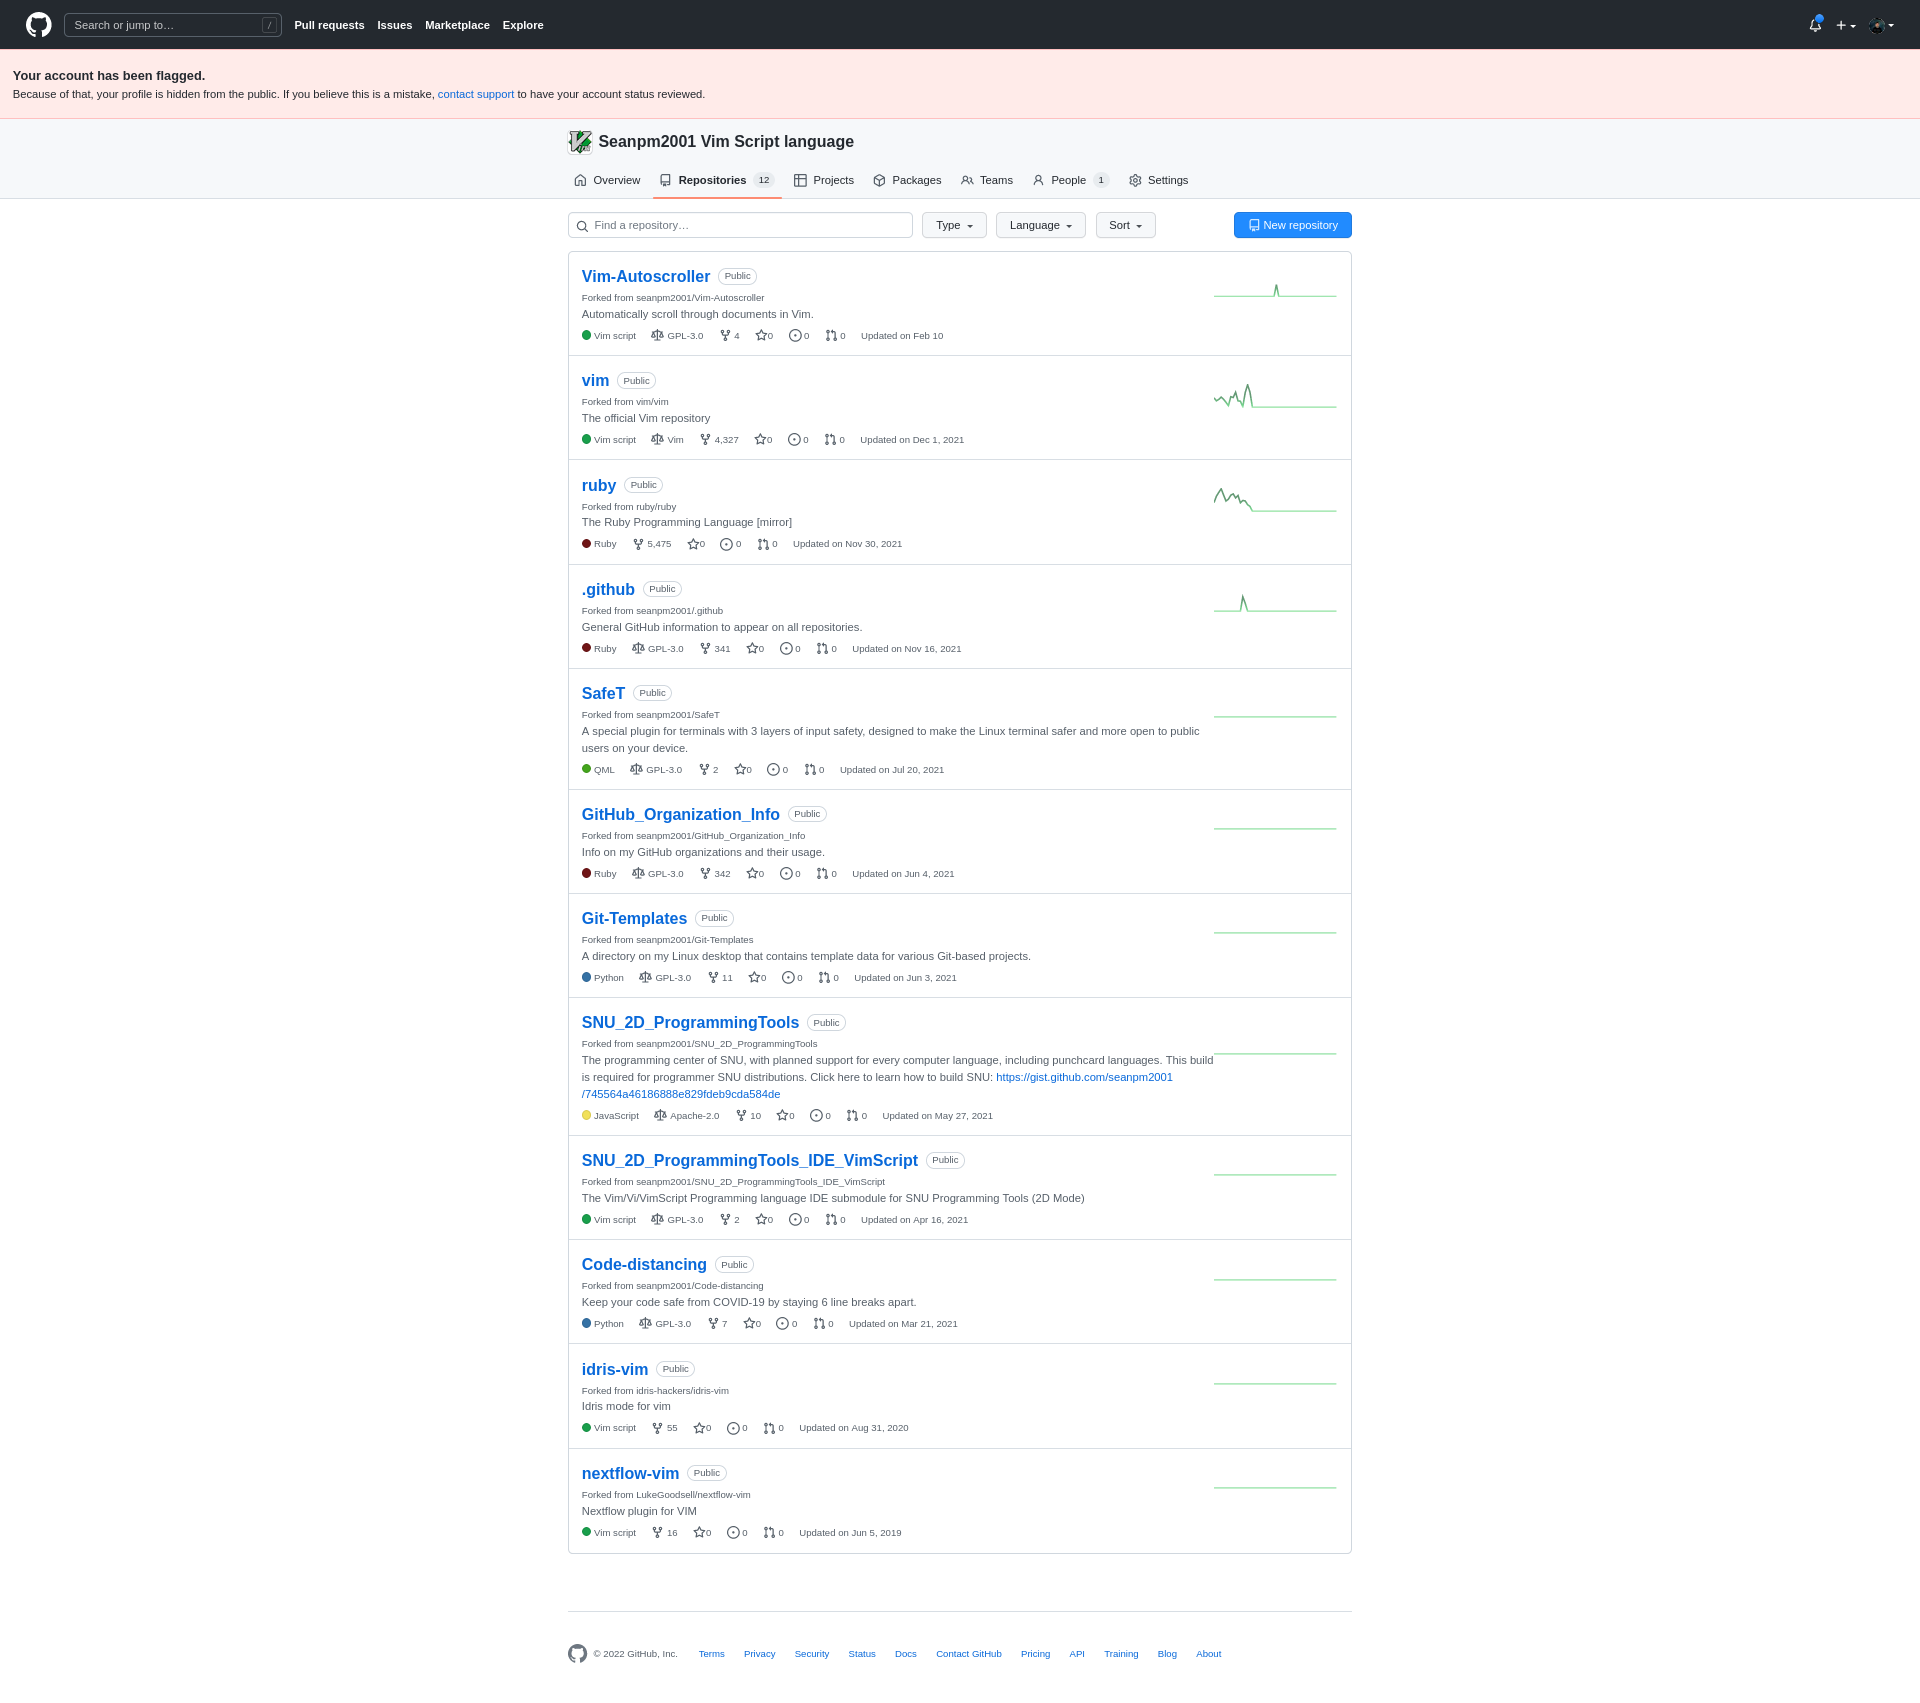 Search or jump to… /
Pull requests Issues Marketplace Explore
Your account has been flagged.
Because of that, your profile is hidden from the public. If you believe this is a mistake, contact support to have your account status reviewed.
Seanpm2001 Vim Script language
Overview Repositories 12 Projects Packages Teams People 1 Settings
Find a repository… Type Language Sort New repository
Vim-Autoscroller Public
Forked from seanpm2001/Vim-Autoscroller
Automatically scroll through documents in Vim.
Vim script GPL-3.0 4 0 0 0 Updated on Feb 10
vim Public
Forked from vim/vim
The official Vim repository
Vim script Vim 4,327 0 0 0 Updated on Dec 1, 2021
ruby Public
Forked from ruby/ruby
The Ruby Programming Language [mirror]
Ruby 5,475 0 0 0 Updated on Nov 30, 2021
.github Public
Forked from seanpm2001/.github
General GitHub information to appear on all repositories.
Ruby GPL-3.0 341 0 0 0 Updated on Nov 16, 2021
SafeT Public
Forked from seanpm2001/SafeT
A special plugin for terminals with 3 layers of input safety, designed to make the Linux terminal safer and more open to public
users on your device.
QML GPL-3.0 2 0 0 0 Updated on Jul 20, 2021
GitHub_Organization_Info Public
Forked from seanpm2001/GitHub_Organization_Info
Info on my GitHub organizations and their usage.
Ruby GPL-3.0 342 0 0 0 Updated on Jun 4, 2021
Git-Templates Public
Forked from seanpm2001/Git-Templates
A directory on my Linux desktop that contains template data for various Git-based projects.
Python GPL-3.0 11 0 0 0 Updated on Jun 3, 2021
SNU_2D_ProgrammingTools Public
Forked from seanpm2001/SNU_2D_ProgrammingTools
The programming center of SNU, with planned support for every computer language, including punchcard languages. This build
is required for programmer SNU distributions. Click here to learn how to build SNU: https://gist.github.com/seanpm2001
/745564a46186888e829fdeb9cda584de
JavaScript Apache-2.0 10 0 0 0 Updated on May 27, 2021
SNU_2D_ProgrammingTools_IDE_VimScript Public
Forked from seanpm2001/SNU_2D_ProgrammingTools_IDE_VimScript
The Vim/Vi/VimScript Programming language IDE submodule for SNU Programming Tools (2D Mode)
Vim script GPL-3.0 2 0 0 0 Updated on Apr 16, 2021
Code-distancing Public
Forked from seanpm2001/Code-distancing
Keep your code safe from COVID-19 by staying 6 line breaks apart.
Python GPL-3.0 7 0 0 0 Updated on Mar 21, 2021
idris-vim Public
Forked from idris-hackers/idris-vim
Idris mode for vim
Vim script 55 0 0 0 Updated on Aug 31, 2020
nextflow-vim Public
Forked from LukeGoodsell/nextflow-vim
Nextflow plugin for VIM
Vim script 16 0 0 0 Updated on Jun 5, 2019
© 2022 GitHub, Inc. Terms Privacy Security Status Docs Contact GitHub Pricing API Training Blog About